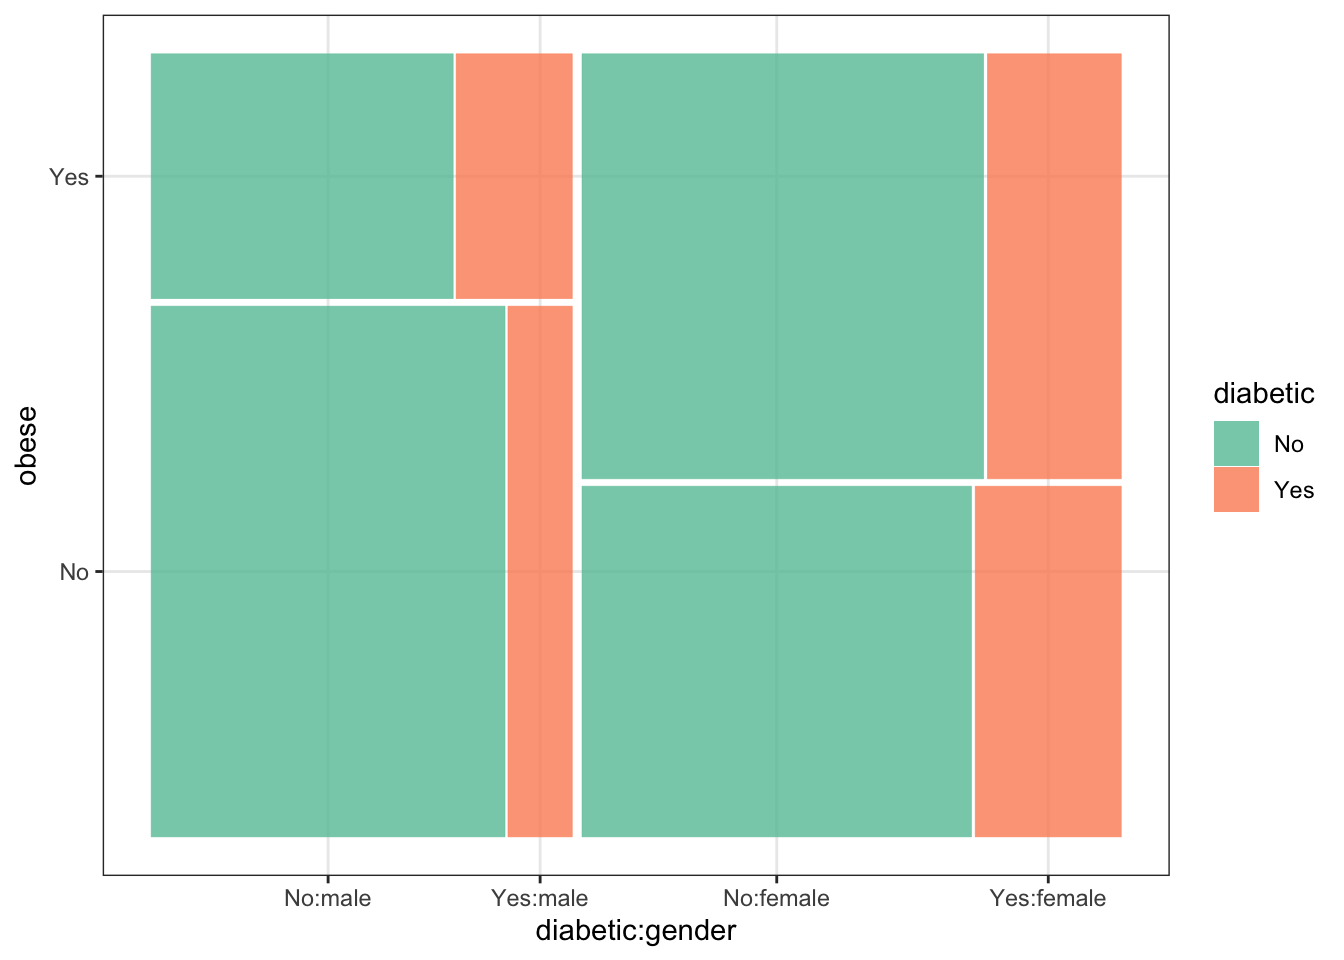 Yes
No
obese
No:male
Yes:male
No:female
Yes:female
diabetic:gender
diabetic
No
Yes